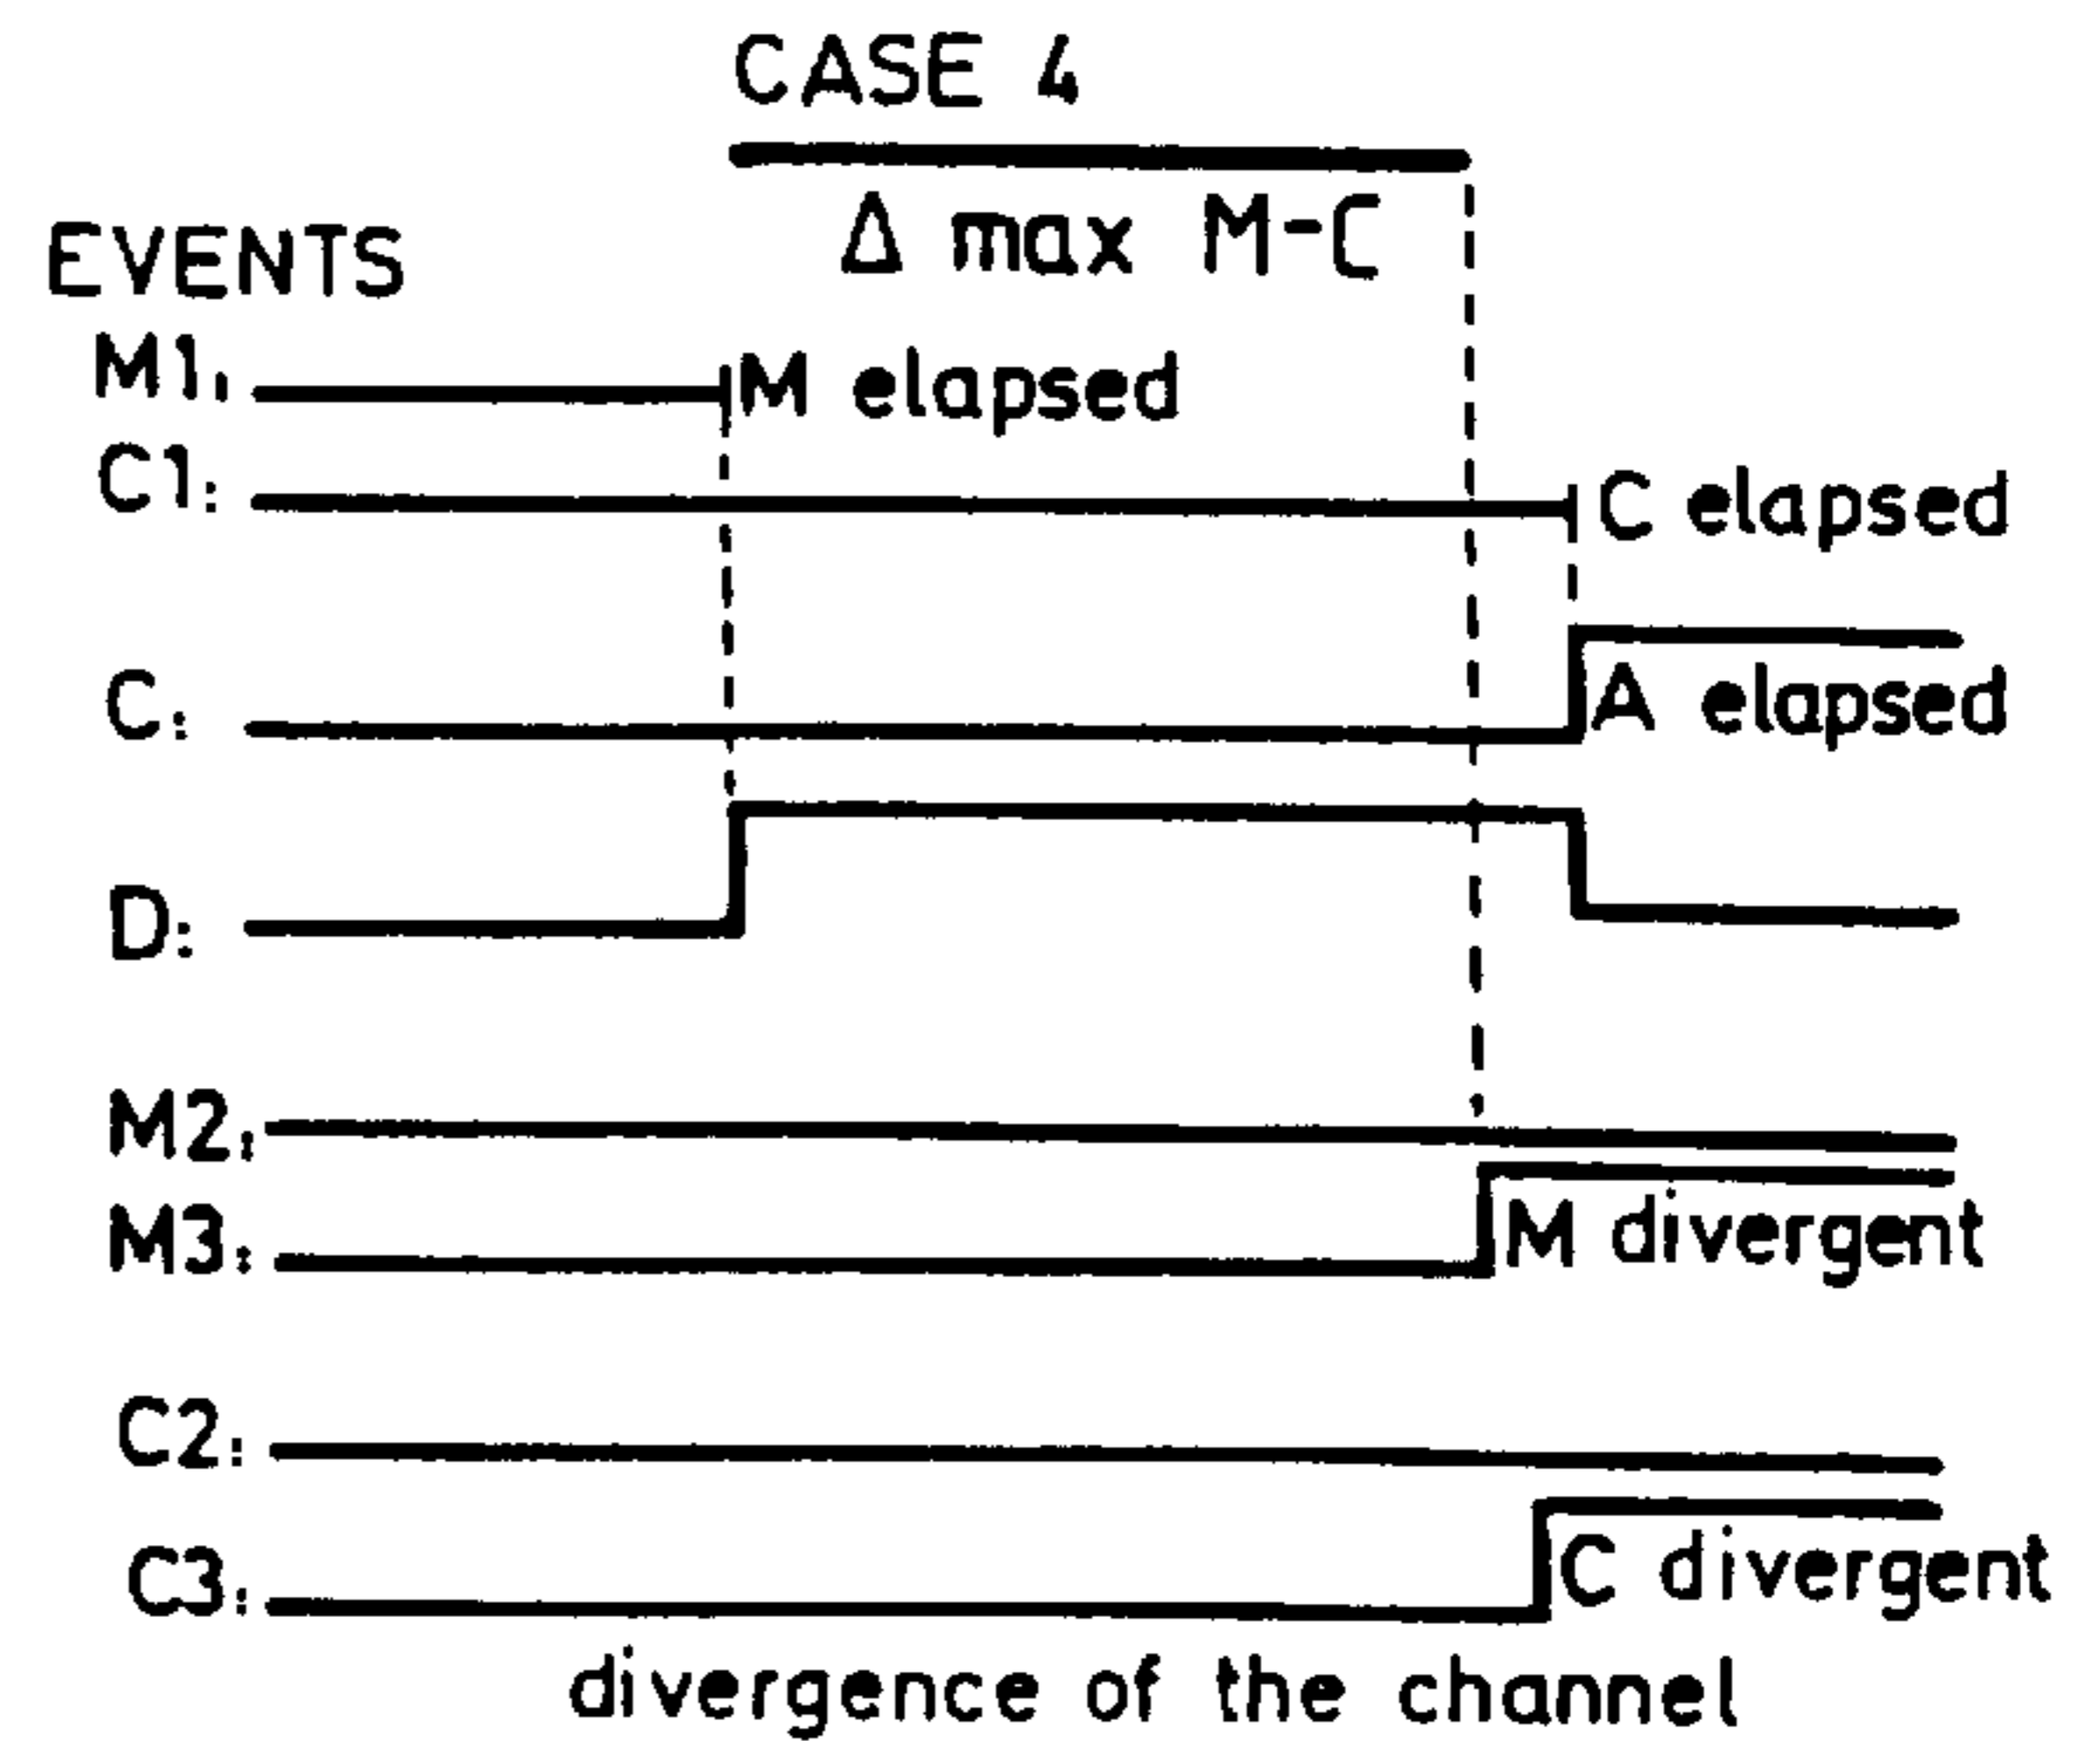 CASE 4
Δ max M-C
EVENTS
M1: M elapsed
C1: C elapsed
C: A elapsed
D:
M2:
M3: M divergent
C2:
C3: C divergent
divergence of the channel